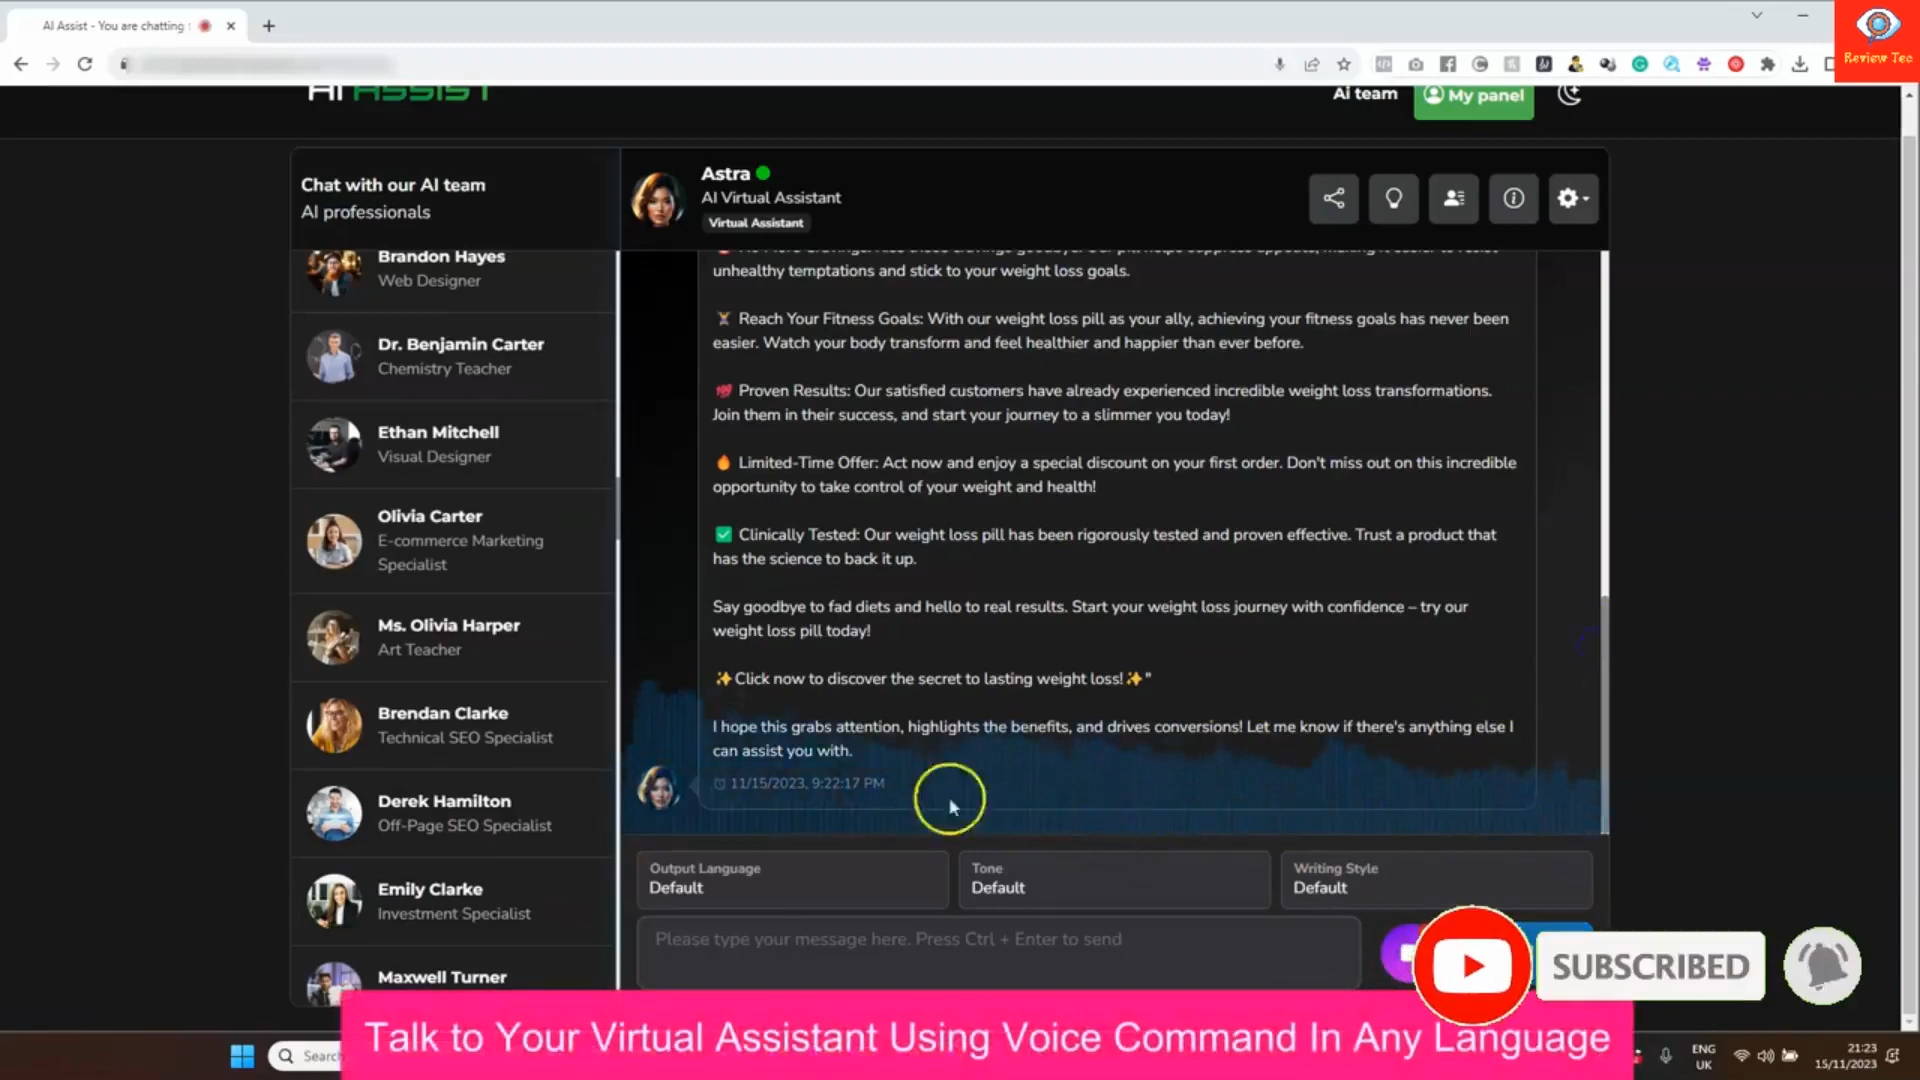 AI Assist - You are chatting
Review Tec
AI ASSIST
Ai team
My panel
Chat with our AI team
AI professionals
Astra
AI Virtual Assistant
Virtual Assistant
Brandon Hayes
Web Designer
Dr. Benjamin Carter
Chemistry Teacher
Ethan Mitchell
Visual Designer
Olivia Carter
E-commerce Marketing
Specialist
Ms. Olivia Harper
Art Teacher
Brendan Clarke
Technical SEO Specialist
Derek Hamilton
Off-Page SEO Specialist
Emily Clarke
Investment Specialist
Maxwell Turner
unhealthy temptations and stick to your weight loss goals.
Reach Your Fitness Goals: With our weight loss pill as your ally, achieving your fitness goals has never been
easier. Watch your body transform and feel healthier and happier than ever before.
💯 Proven Results: Our satisfied customers have already experienced incredible weight loss transformations.
Join them in their success, and start your journey to a slimmer you today!
🔥 Limited-Time Offer: Act now and enjoy a special discount on your first order. Don't miss out on this incredible
opportunity to take control of your weight and health!
✅ Clinically Tested: Our weight loss pill has been rigorously tested and proven effective. Trust a product that
has the science to back it up.
Say goodbye to fad diets and hello to real results. Start your weight loss journey with confidence – try our
weight loss pill today!
✨Click now to discover the secret to lasting weight loss!✨"
I hope this grabs attention, highlights the benefits, and drives conversions! Let me know if there's anything else I
can assist you with.
11/15/2023, 9:22:17 PM
Output Language
Default
Tone
Default
Writing Style
Default
Please type your message here. Press Ctrl + Enter to send
SUBSCRIBED
Talk to Your Virtual Assistant Using Voice Command In Any Language
Search
ENG
UK
21:23
15/11/2023